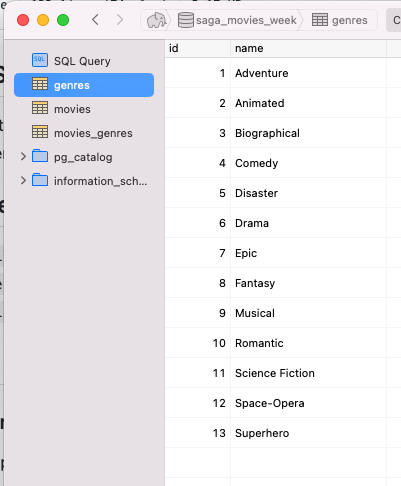 saga_movies_week
genres
SQL
SQL Query
genres
movies
movies_genres
pg_catalog
information_sch...
id name
1 Adventure
2 Animated
3 Biographical
4 Comedy
5 Disaster
6 Drama
7 Epic
8 Fantasy
9 Musical
10 Romantic
11 Science Fiction
12 Space-Opera
13 Superhero